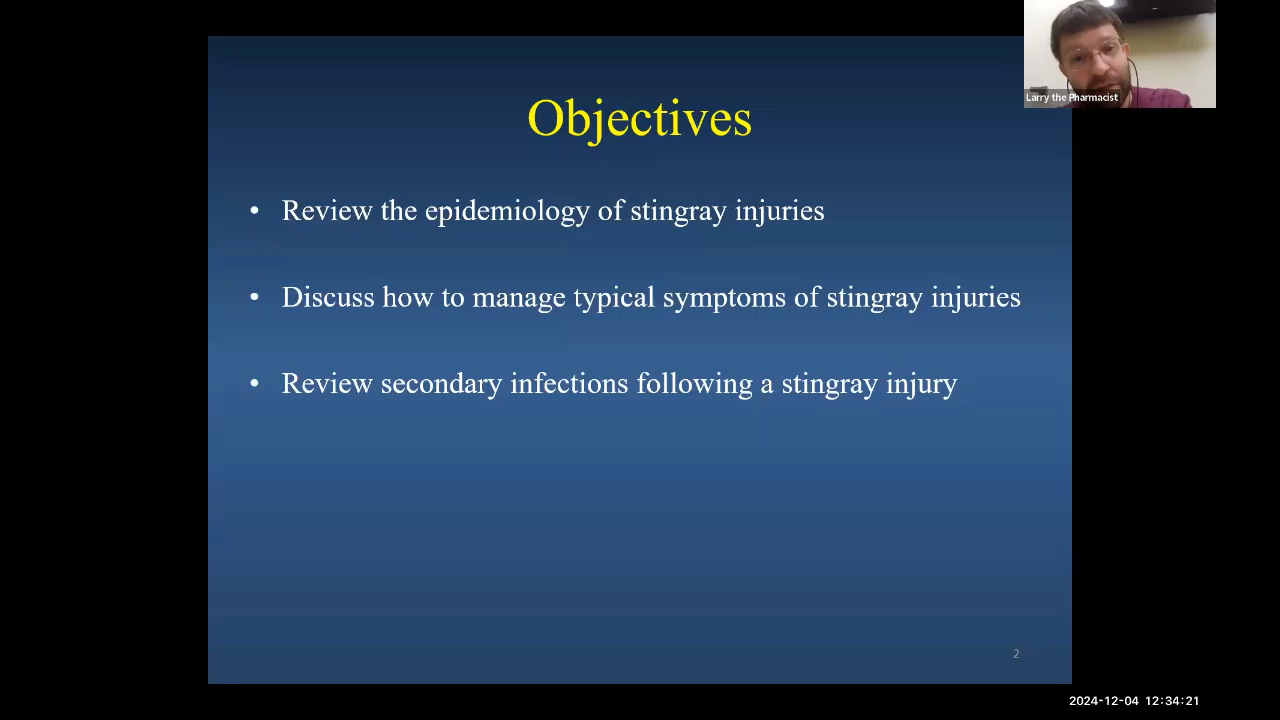 Larry the Pharmacist
Objectives
• Review the epidemiology of stingray injuries
• Discuss how to manage typical symptoms of stingray injuries
• Review secondary infections following a stingray injury
2
2024-12-04 12:34:21